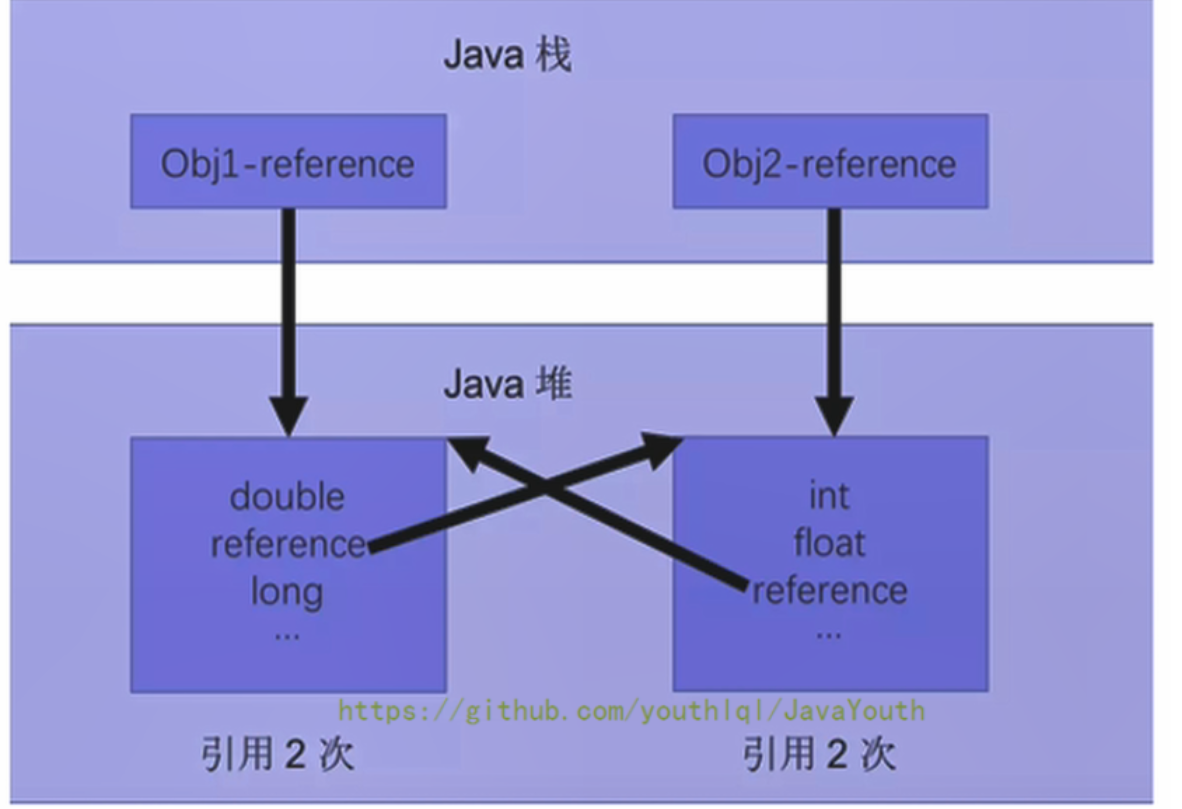 Java 栈
Obj1-reference
Obj2-reference
Java 堆
double
reference
long
...
int
float
reference
...
https://github.com/youthlql/JavaYouth
引用 2 次
引用 2 次